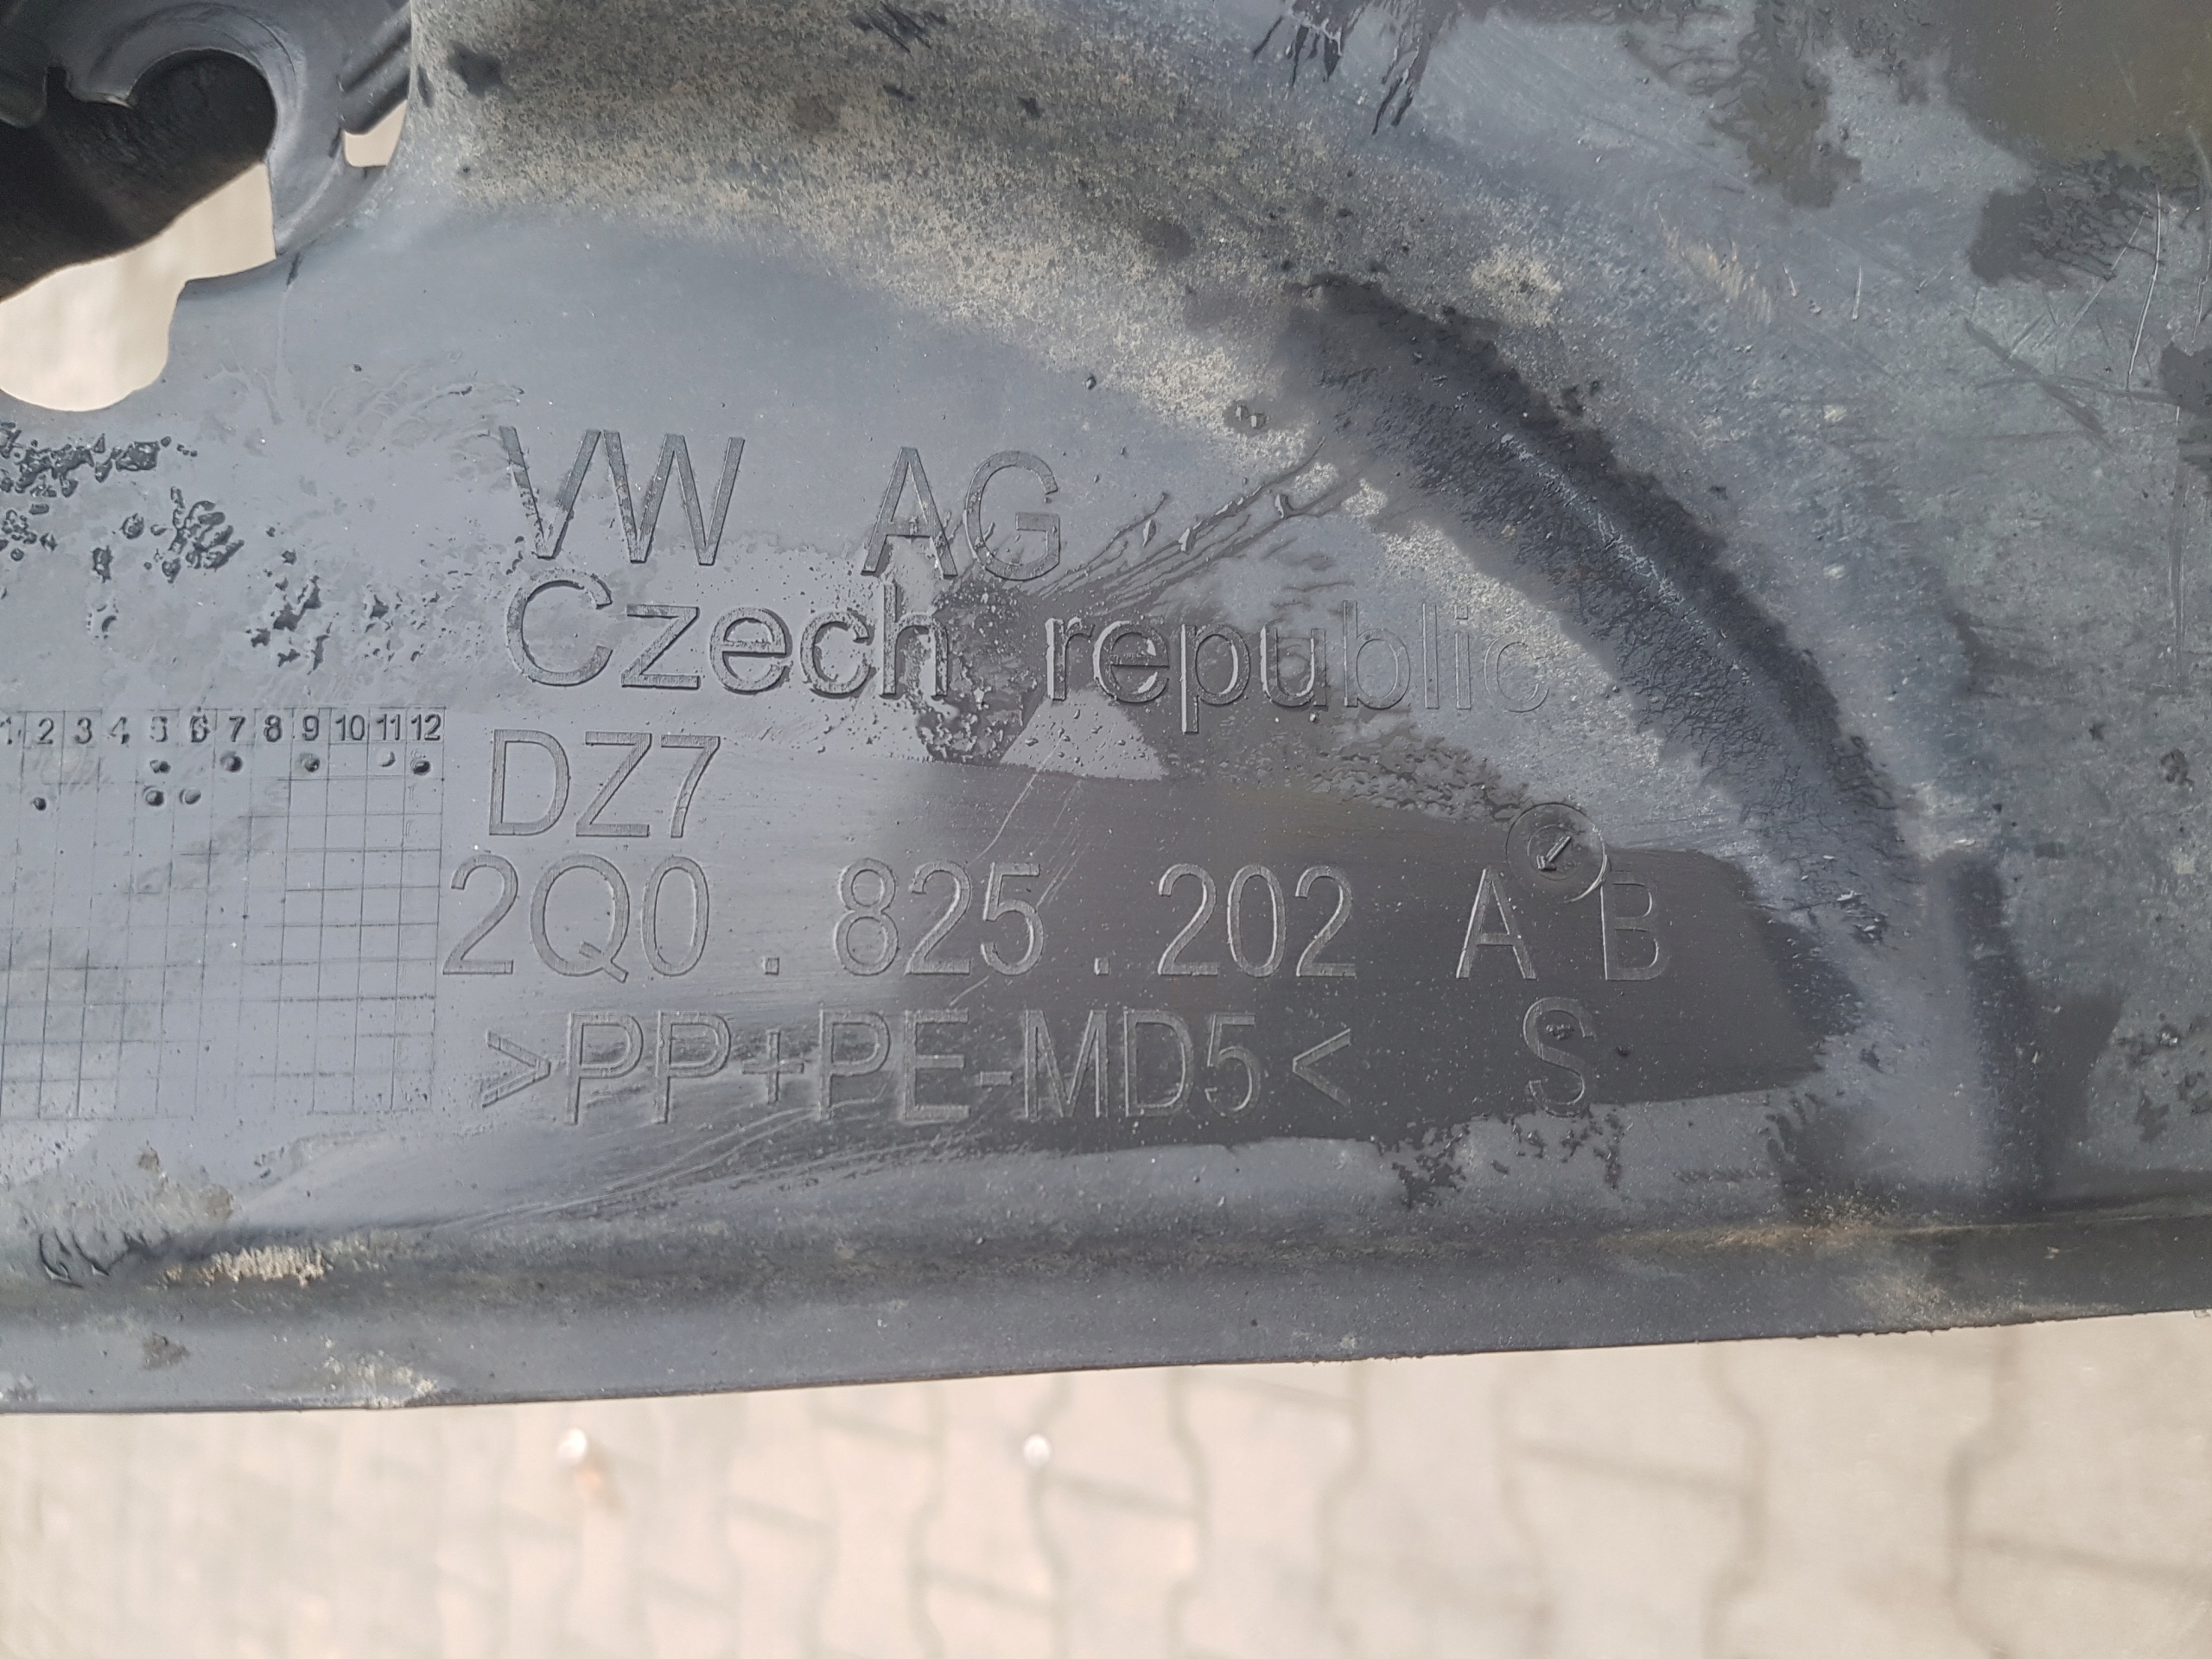 VW AG
Czech republic
1 2 3 4 5 6 7 8 9 10 11 12
DZ7
2Q0 . 825 . 202 A B
>PP+PE-MD5< S